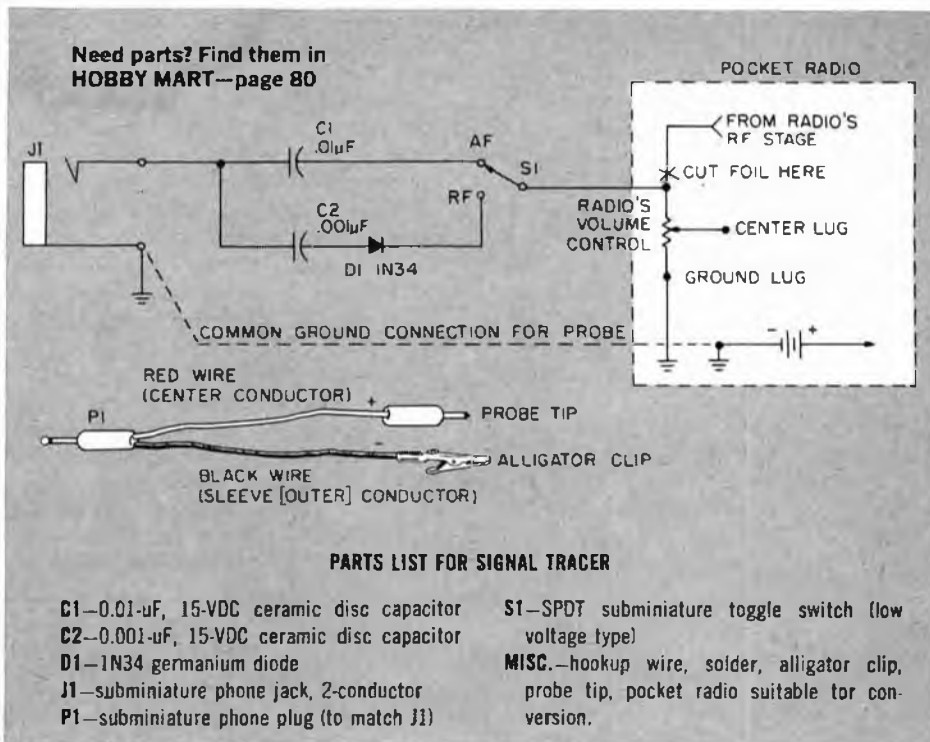 Need parts? Find them in
HOBBY MART—page 80
POCKET RADIO
FROM RADIO'S
RF STAGE
CUT FOIL HERE
J1
C1
.01µF
AF
S1
RF
C2
.001µF
D1 1N34
RADIO'S
VOLUME
CONTROL
CENTER LUG
GROUND LUG
- +
COMMON GROUND CONNECTION FOR PROBE
RED WIRE
(CENTER CONDUCTOR)
+
P1
PROBE TIP
-
ALLIGATOR CLIP
BLACK WIRE
(SLEEVE [OUTER] CONDUCTOR)
PARTS LIST FOR SIGNAL TRACER
C1—0.01-uF, 15-VDC ceramic disc capacitor
C2—0.001-uF, 15-VDC ceramic disc capacitor
D1—1N34 germanium diode
J1—subminiature phone jack, 2-conductor
P1—subminiature phone plug (to match J1)
S1—SPDT subminiature toggle switch (low
voltage type)
MISC.—hookup wire, solder, alligator clip,
probe tip, pocket radio suitable for con-
version.